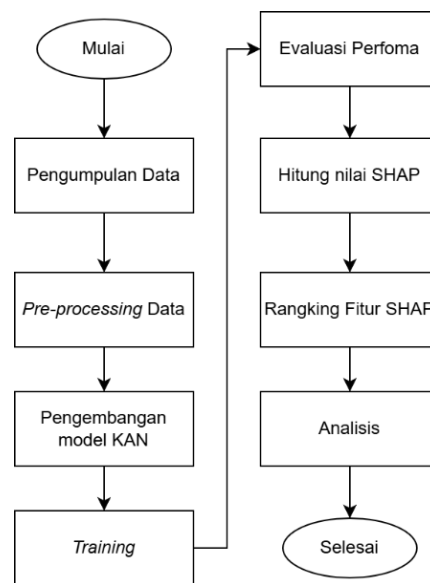 Mulai
Pengumpulan Data
Pre-processing Data
Pengembangan
model KAN
Training
Evaluasi Perfoma
Hitung nilai SHAP
Rangking Fitur SHAP
Analisis
Selesai